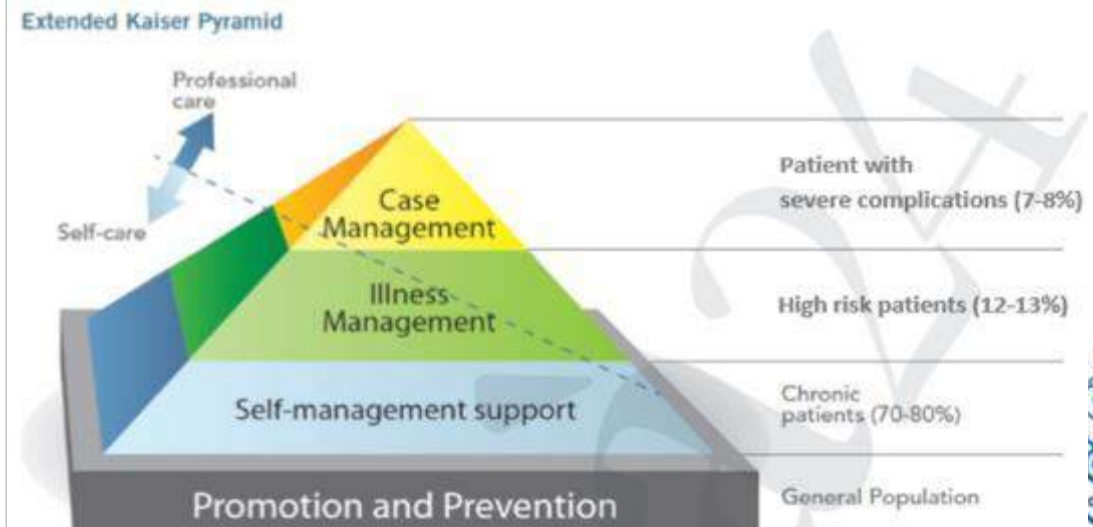 Extended Kaiser Pyramid
Professional
care
Self-care
Case
Management
Patient with
severe complications (7-8%)
Illness
Management
High risk patients (12-13%)
Self-management support
Chronic
patients (70-80%)
Promotion and Prevention
General Population